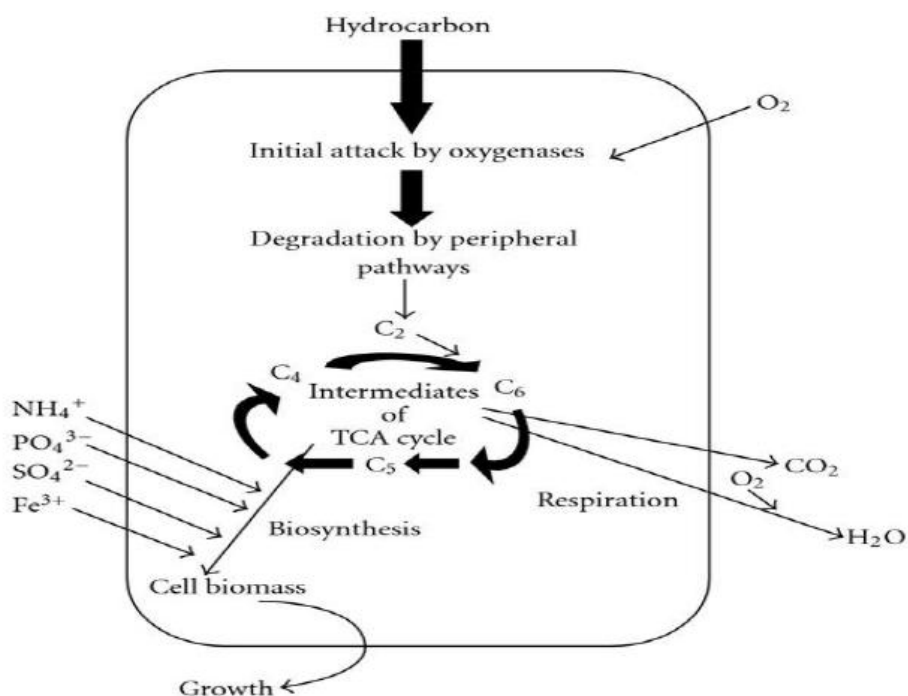 Hydrocarbon
O₂
Initial attack by oxygenases
Degradation by peripheral
pathways
C₂
C₄
C₆
Intermediates
of
TCA cycle
C₅
NH₄⁺
PO₄³⁻
SO₄²⁻
Fe³⁺
CO₂
O₂
Respiration
H₂O
Biosynthesis
Cell biomass
Growth